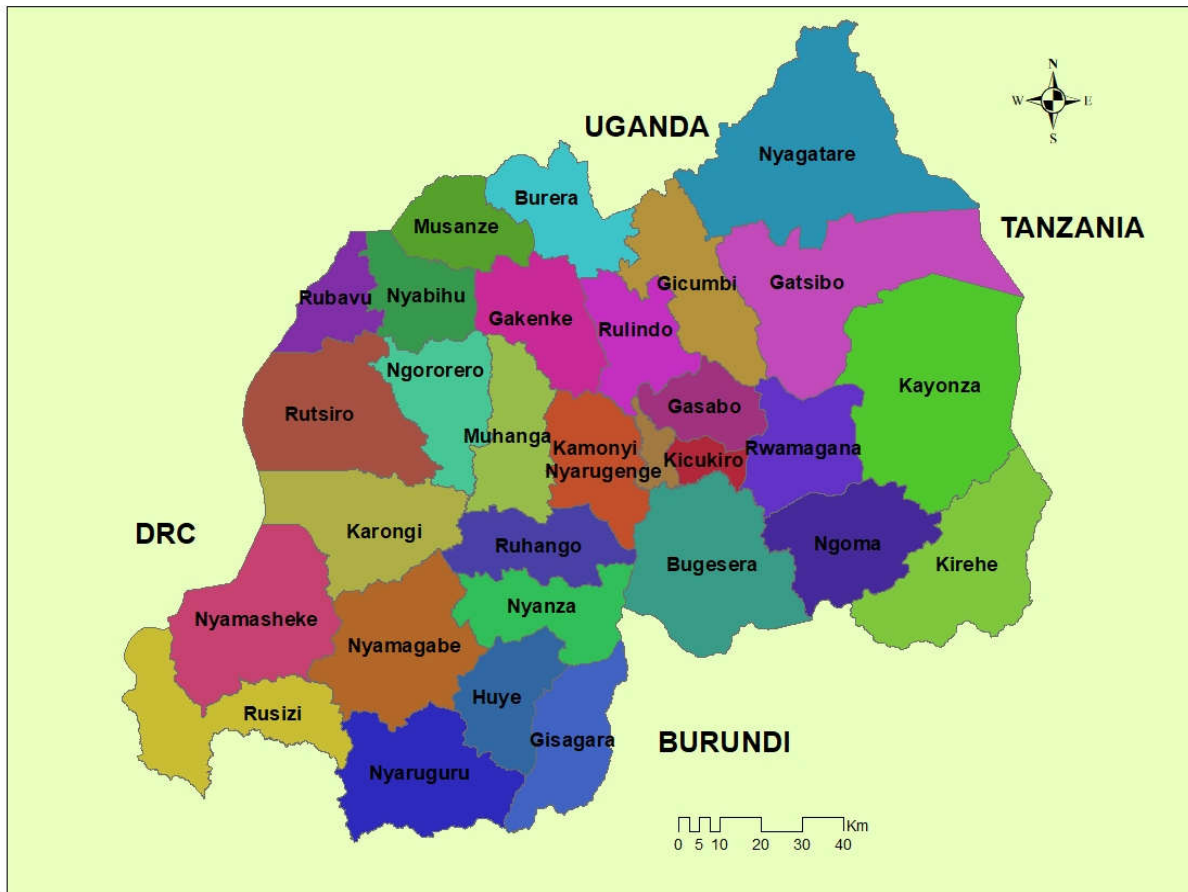 N
W E
S
UGANDA
Nyagatare
Burera
Musanze
TANZANIA
Rubavu
Nyabihu
Gicumbi
Gatsibo
Gakenke
Rulindo
Ngororero
Kayonza
Rutsiro
Gasabo
Muhanga
Kamonyi
Rwamagana
Nyarugenge
Kicukiro
DRC
Karongi
Ruhango
Ngoma
Bugesera
Kirehe
Nyamasheke
Nyanza
Nyamagabe
Huye
Rusizi
Gisagara
BURUNDI
Nyaruguru
Km
0 5 10 20 30 40